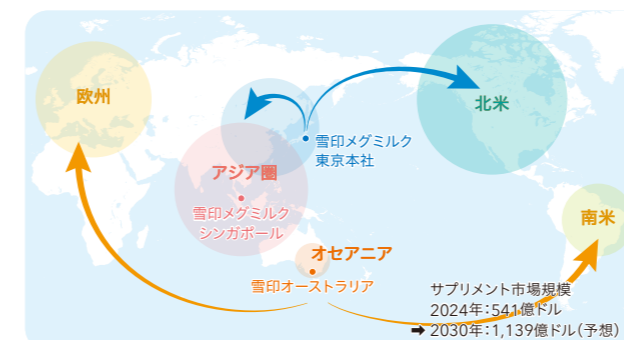 欧州
北米
雪印メグミルク
東京本社
アジア圏
雪印メグミルク
シンガポール
南米
オセアニア
雪印オーストラリア
サプリメント市場規模
2024年：541億ドル
➡ 2030年：1,139億ドル（予想）